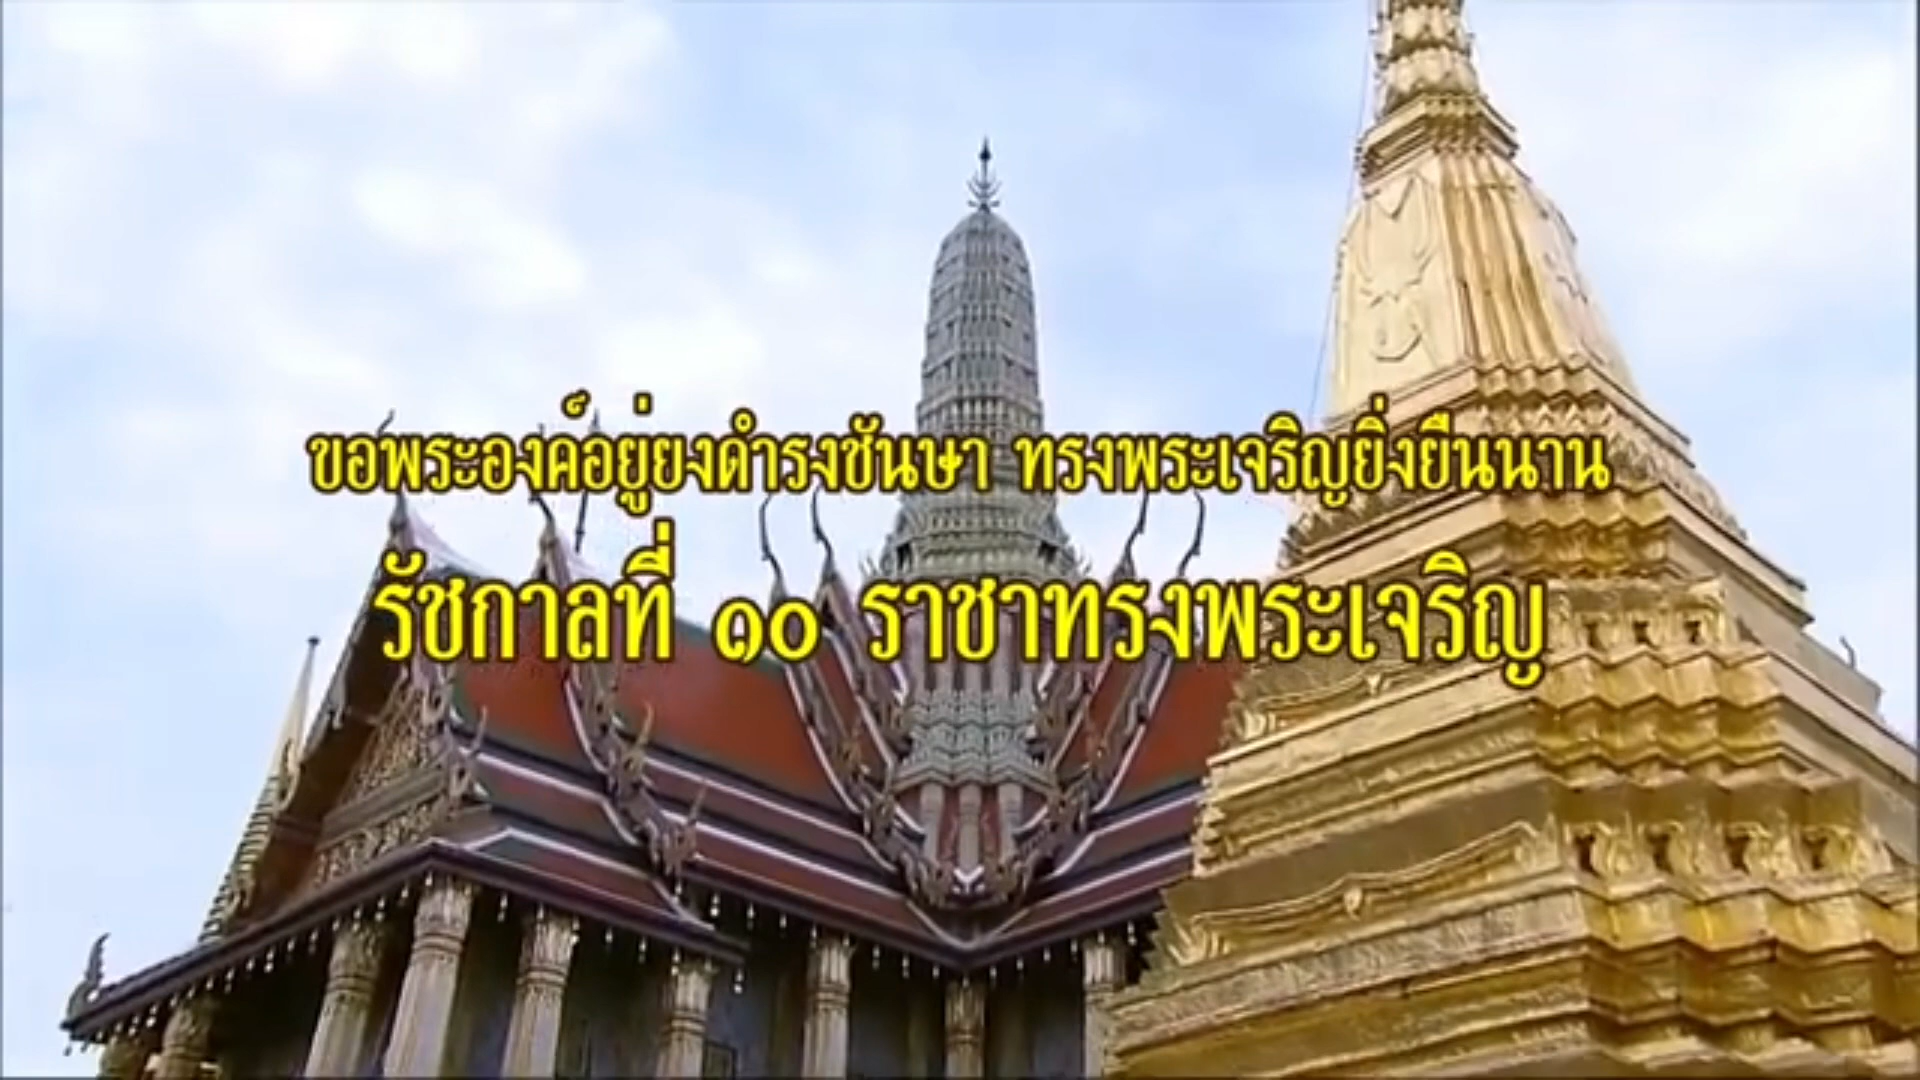 ขอพระองค์อยู่ยงดำรงชันษา ทรงพระเจริญยิ่งยืนนาน
รัชกาลที่ ๑๐ ราชาทรงพระเจริญ